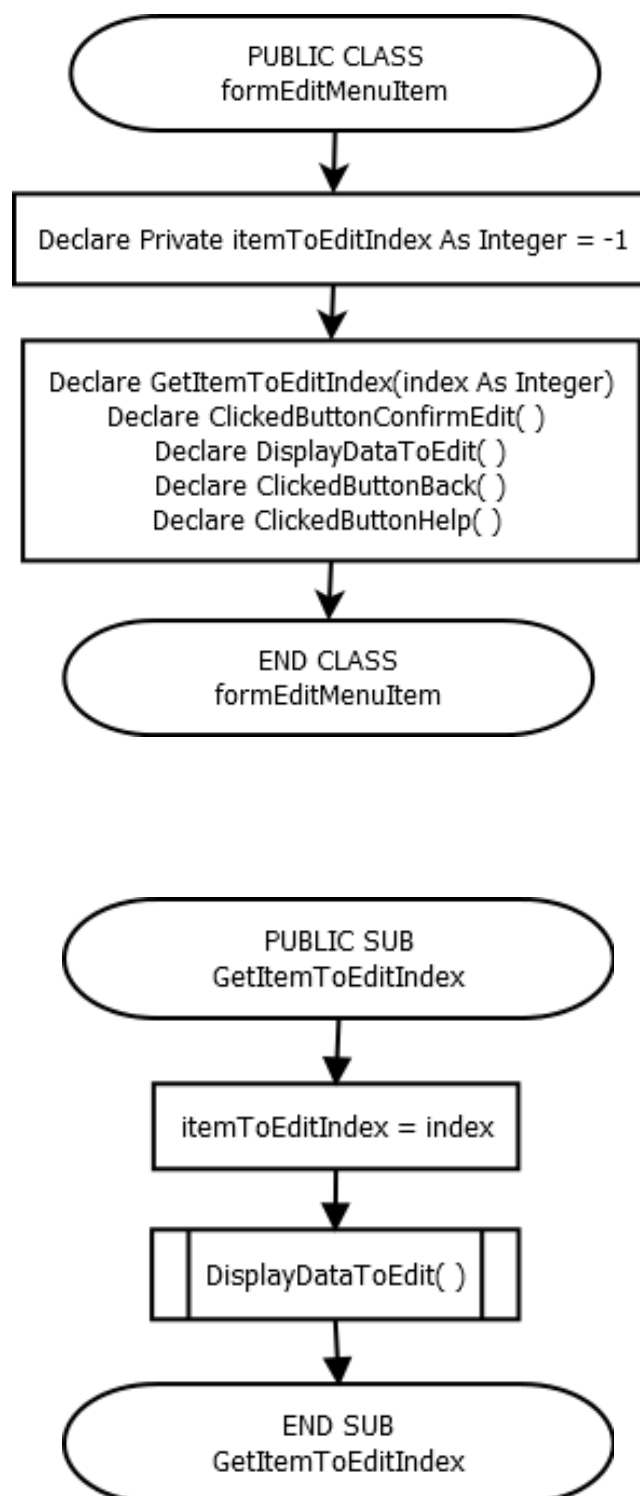 PUBLIC CLASS
formEditMenuItem
Declare Private itemToEditIndex As Integer = -1
Declare GetItemToEditIndex(index As Integer)
Declare ClickedButtonConfirmEdit( )
Declare DisplayDataToEdit( )
Declare ClickedButtonBack( )
Declare ClickedButtonHelp( )
END CLASS
formEditMenuItem
PUBLIC SUB
GetItemToEditIndex
itemToEditIndex = index
DisplayDataToEdit( )
END SUB
GetItemToEditIndex